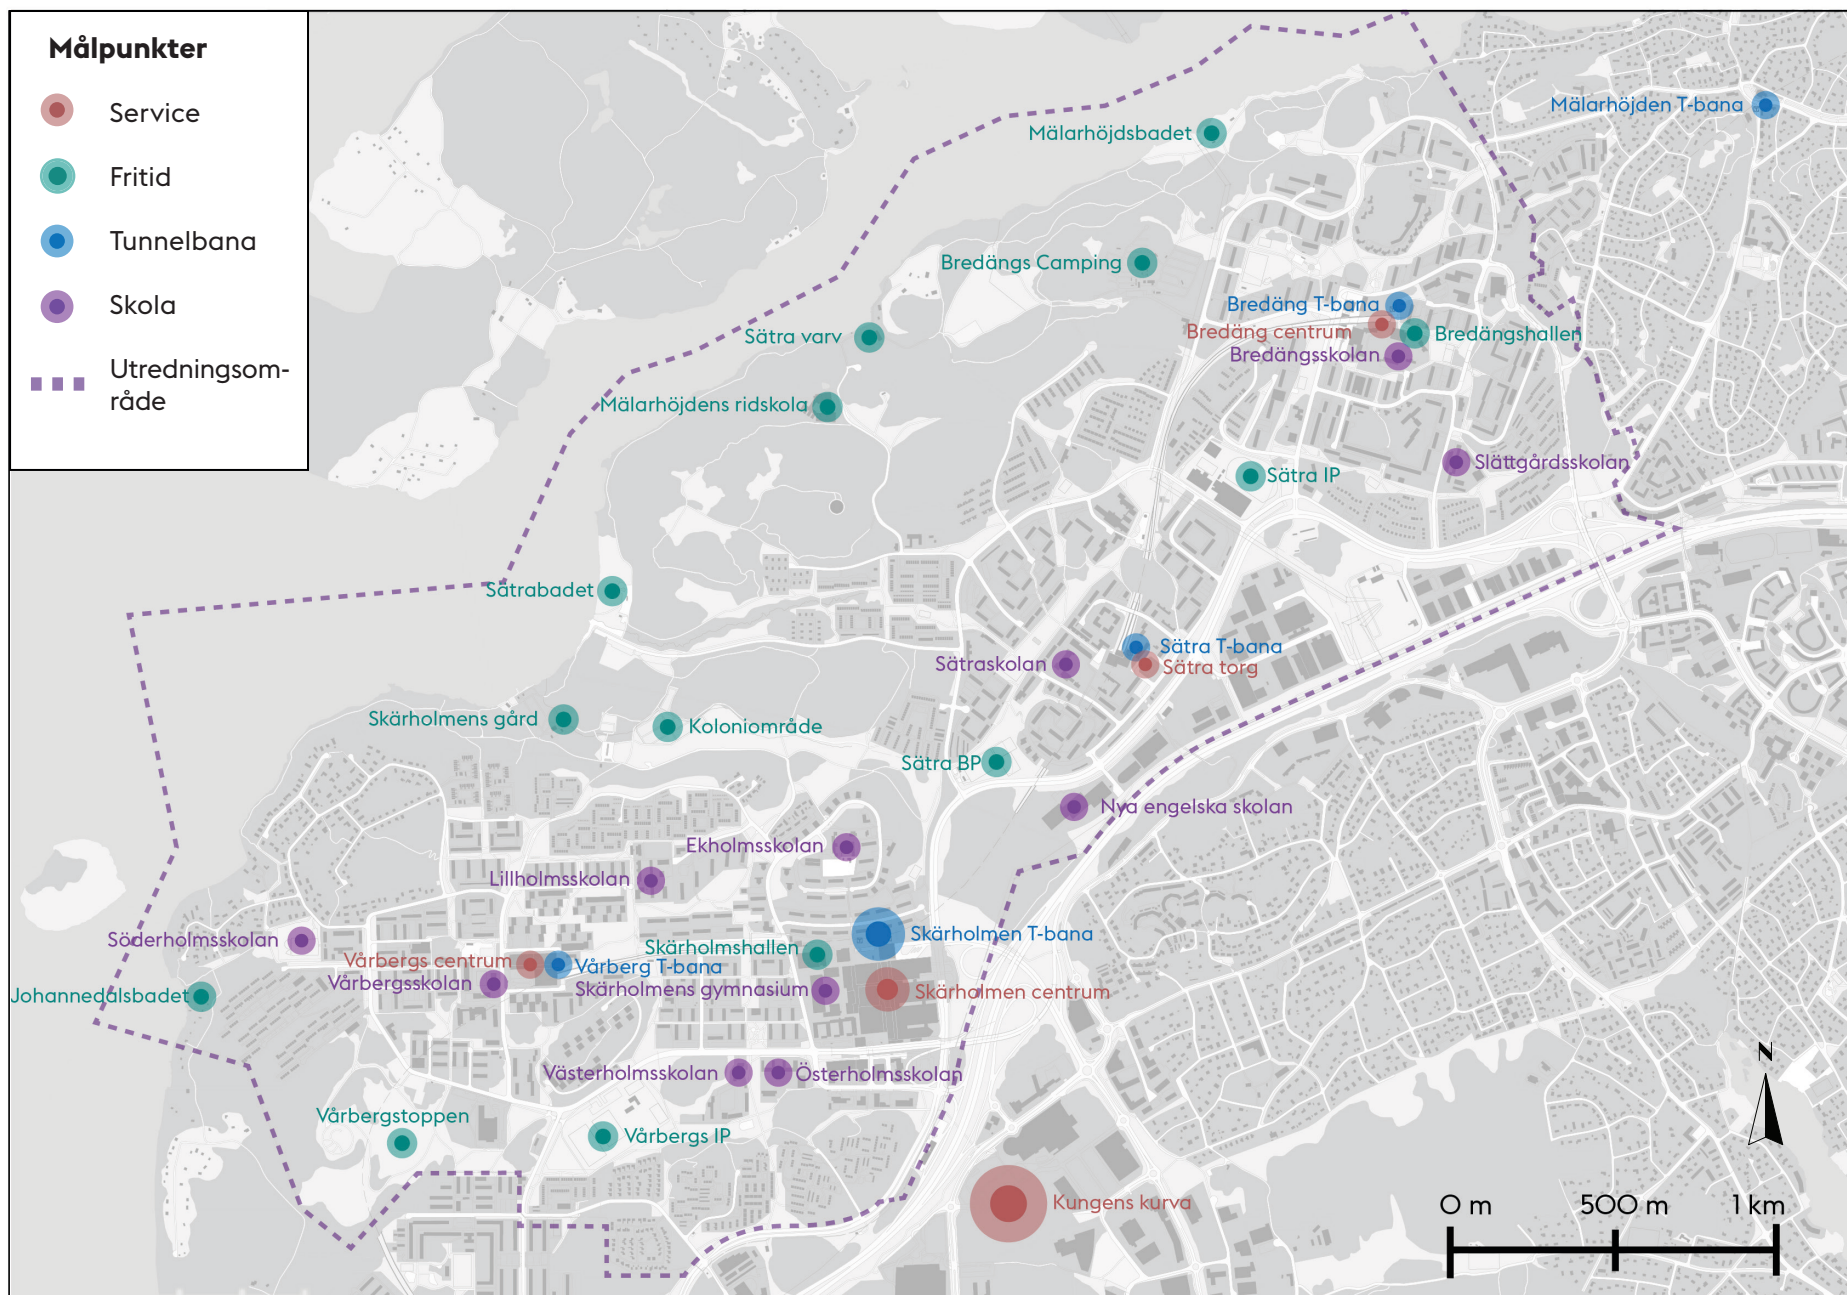 Målpunkter
Service
Fritid
Tunnelbana
Skola
Utredningsom-
råde
Mälarhöjden T-bana
Mälarhöjdsbadet
Bredängs Camping
Bredäng T-bana
Bredäng centrum
Bredängshallen
Bredängsskolan
Sätra varv
Mälarhöjdens ridskola
Slättgårdsskolan
Sätra IP
Sätrabadet
Sätra T-bana
Sätraskolan
Sätra torg
Skärholmens gård
Koloniområde
Sätra BP
Nya engelska skolan
Ekholmsskolan
Lillholmsskolan
Söderholmsskolan
Skärholmen T-bana
Skärholmshallen
Vårbergs centrum
Vårberg T-bana
Vårbergsskolan
Skärholmens gymnasium
Skärholmen centrum
Johannedalsbadet
Västerholmsskolan
Österholmsskolan
Vårbergstoppen
Vårbergs IP
Kungens kurva
N
0 m
500 m
1 km